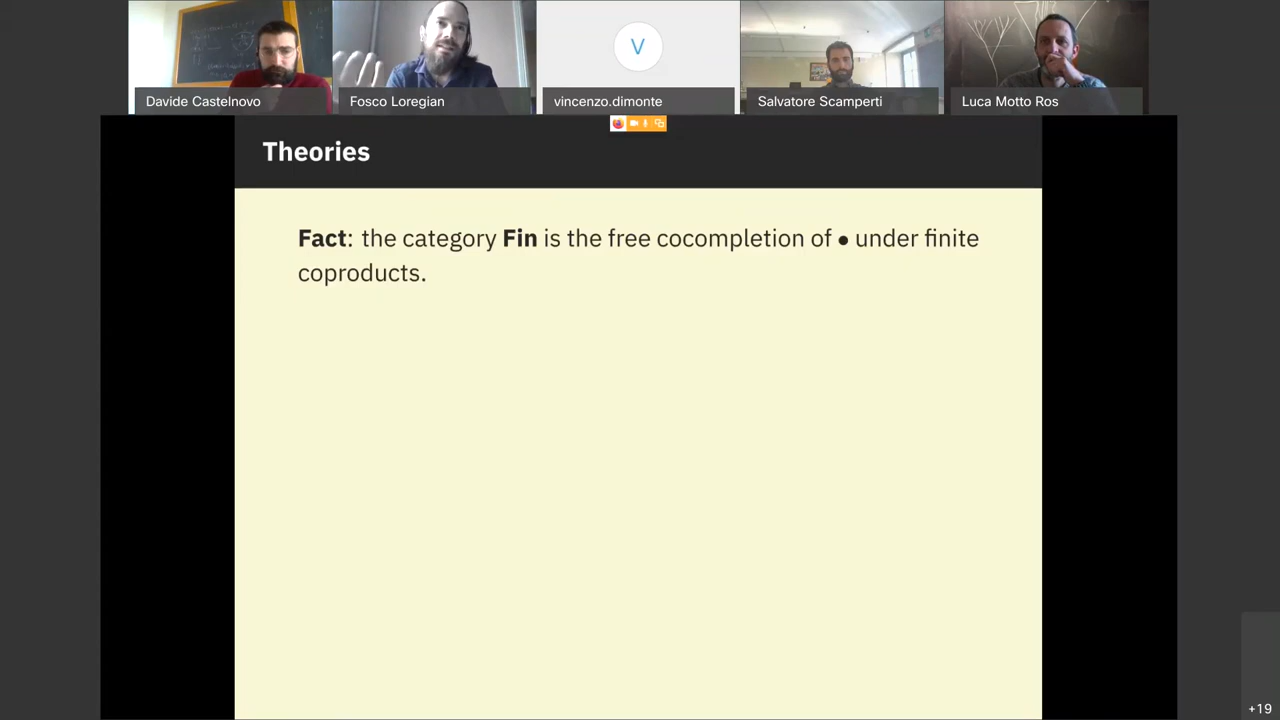 Davide Castelnovo
Fosco Loregian
V
vincenzo.dimonte
Salvatore Scamperti
Luca Motto Ros
Theories
Fact: the category Fin is the free cocompletion of • under finite
coproducts.
+19